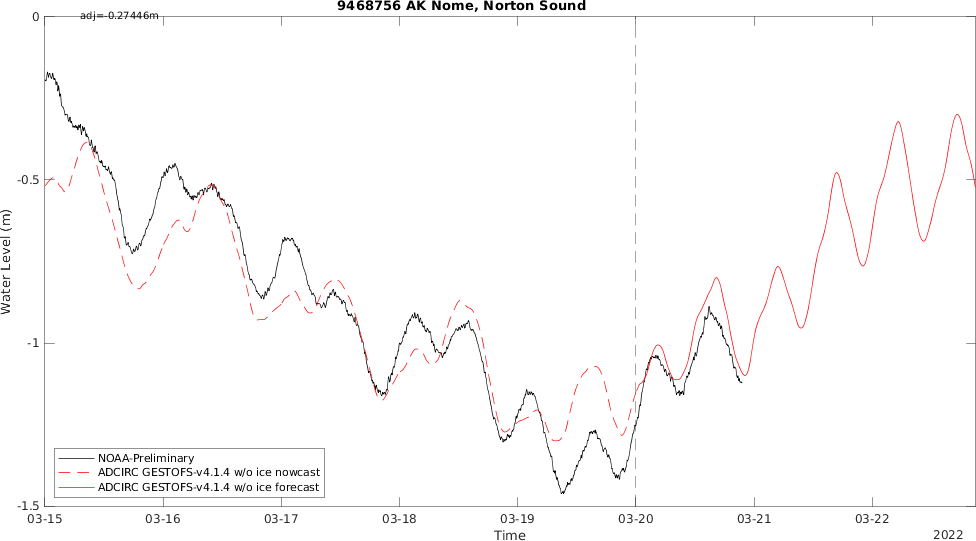 9468756 AK Nome, Norton Sound
adj=-0.27446m
0
-0.5
-1
-1.5
Water Level (m)
NOAA-Preliminary
ADCIRC GESTOFS-v4.1.4 w/o ice nowcast
ADCIRC GESTOFS-v4.1.4 w/o ice forecast
03-15 03-16 03-17 03-18 03-19 03-20 03-21 03-22
Time
2022